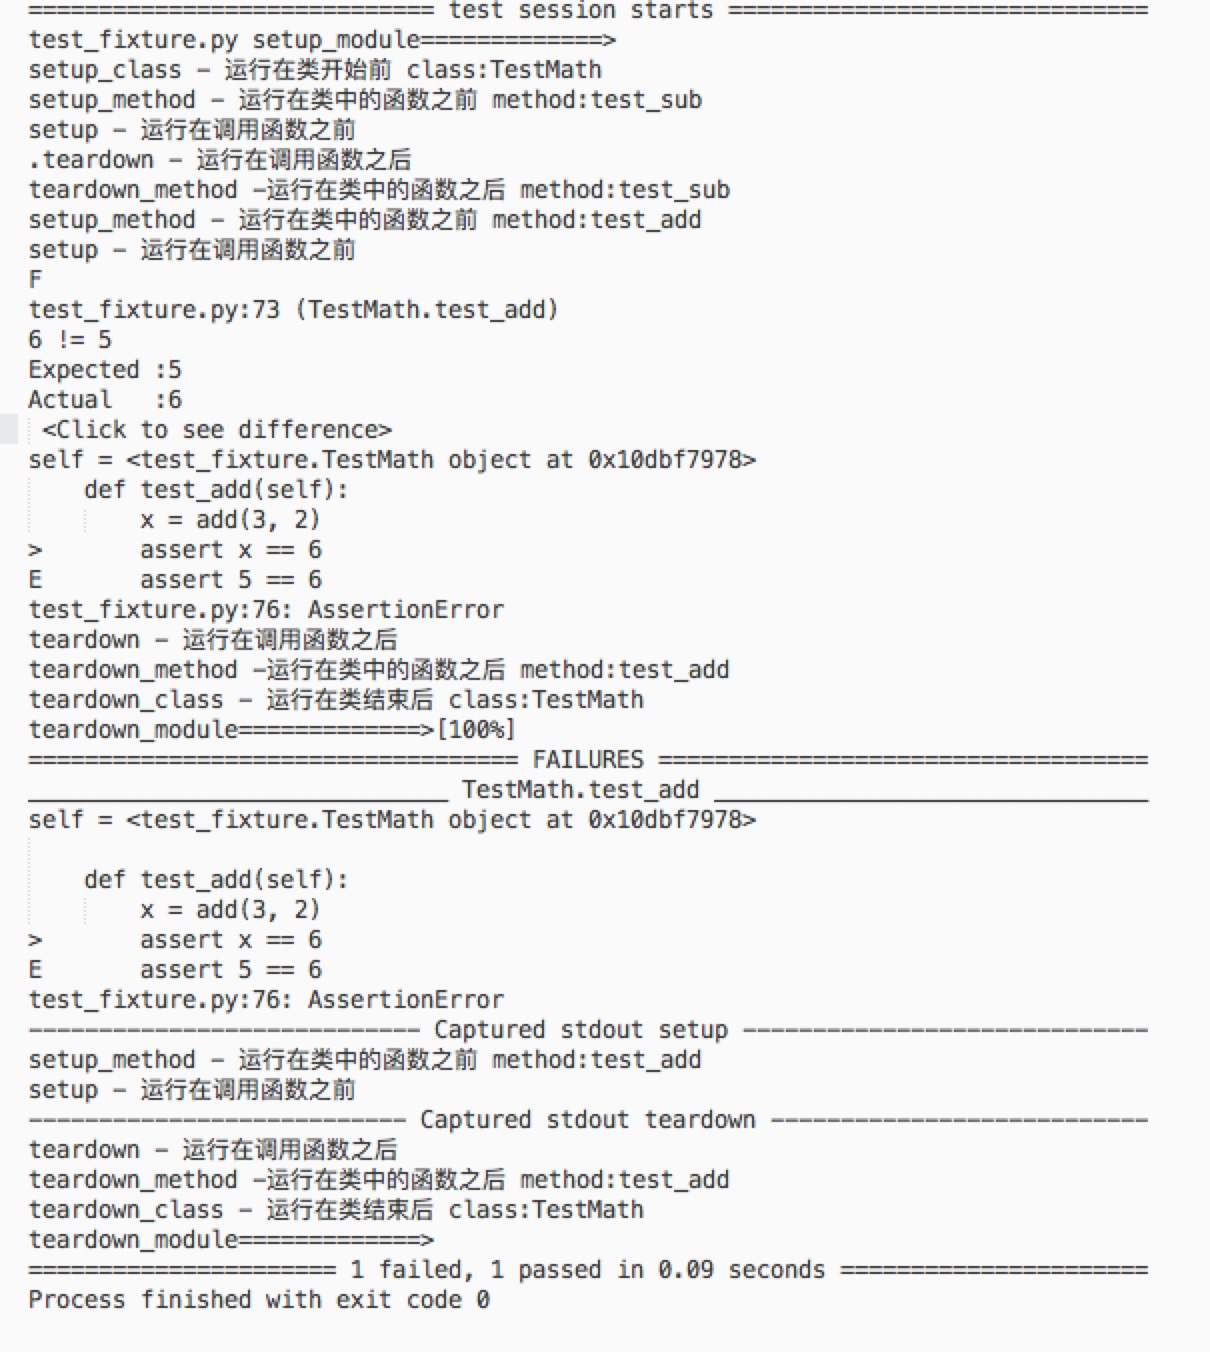 ============================= test session starts ==============================
test_fixture.py setup_module=============>
setup_class - 运行在类开始前 class:TestMath
setup_method - 运行在类中的函数之前 method:test_sub
setup - 运行在调用函数之前
.teardown - 运行在调用函数之后
teardown_method -运行在类中的函数之后 method:test_sub
setup_method - 运行在类中的函数之前 method:test_add
setup - 运行在调用函数之前
F
test_fixture.py:73 (TestMath.test_add)
6 != 5
Expected :5
Actual   :6
 <Click to see difference>
self = <test_fixture.TestMath object at 0x10dbf7978>
    def test_add(self):
        x = add(3, 2)
>       assert x == 6
E       assert 5 == 6
test_fixture.py:76: AssertionError
teardown - 运行在调用函数之后
teardown_method -运行在类中的函数之后 method:test_add
teardown_class - 运行在类结束后 class:TestMath
teardown_module=============>[100%]
=================================== FAILURES ===================================
______________________________ TestMath.test_add _______________________________
self = <test_fixture.TestMath object at 0x10dbf7978>
    def test_add(self):
        x = add(3, 2)
>       assert x == 6
E       assert 5 == 6
test_fixture.py:76: AssertionError
---------------------------- Captured stdout setup -----------------------------
setup_method - 运行在类中的函数之前 method:test_add
setup - 运行在调用函数之前
--------------------------- Captured stdout teardown ---------------------------
teardown - 运行在调用函数之后
teardown_method -运行在类中的函数之后 method:test_add
teardown_class - 运行在类结束后 class:TestMath
teardown_module=============>
====================== 1 failed, 1 passed in 0.09 seconds ======================
Process finished with exit code 0